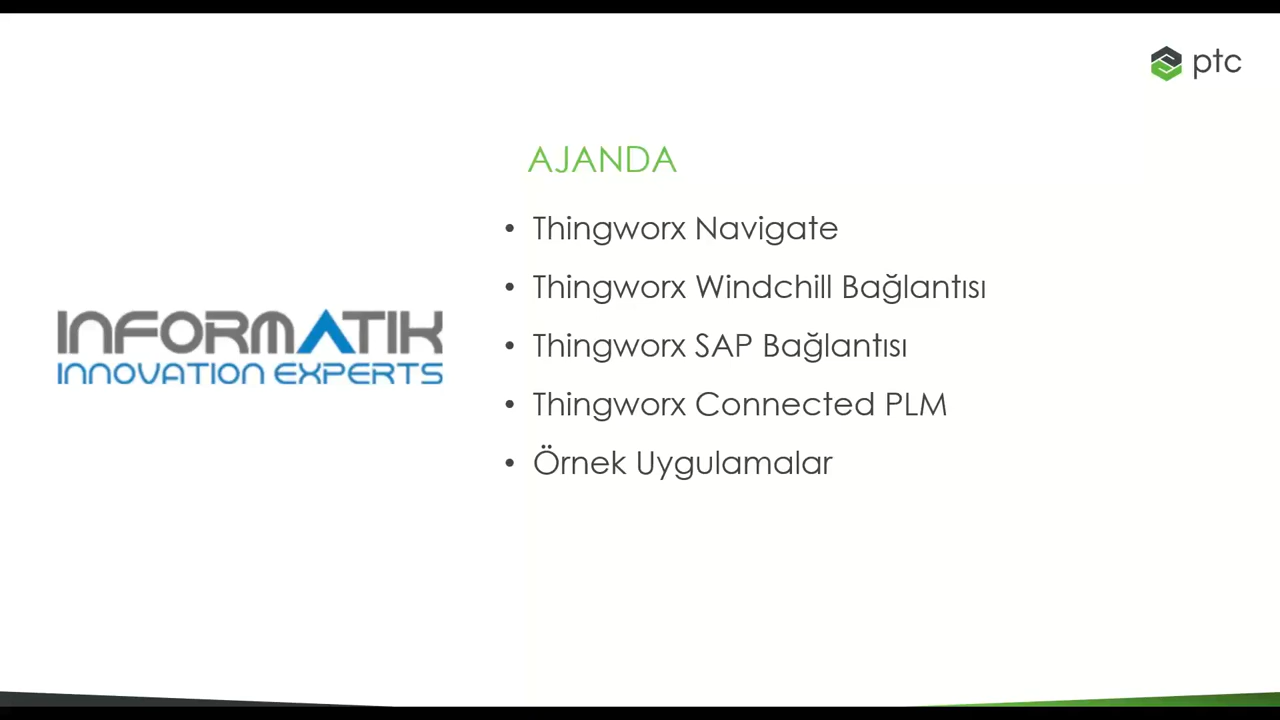 ptc
AJANDA
• Thingworx Navigate
• Thingworx Windchill Bağlantısı
• Thingworx SAP Bağlantısı
• Thingworx Connected PLM
• Örnek Uygulamalar
INFORMATIK
INNOVATION EXPERTS